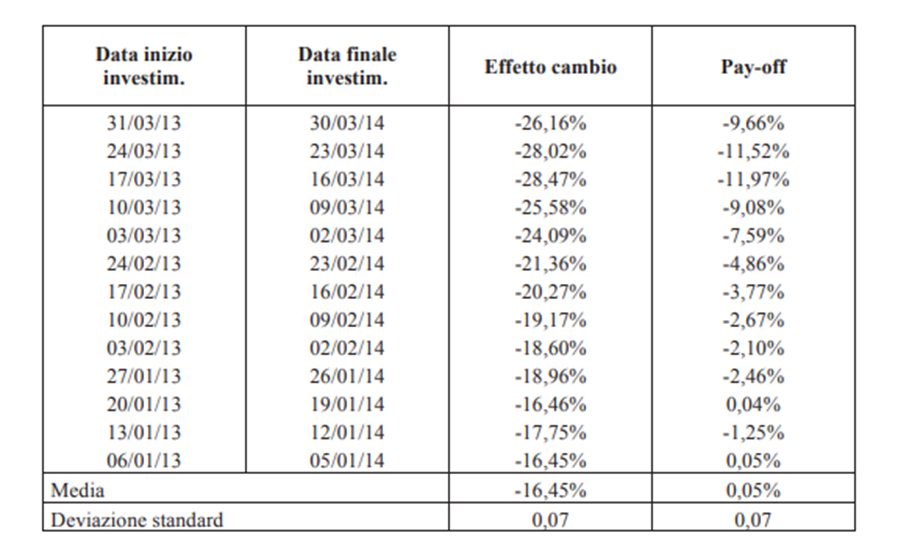 Data inizio investim. Data finale investim. Effetto cambio Pay-off
31/03/13 30/03/14 -26,16% -9,66%
24/03/13 23/03/14 -28,02% -11,52%
17/03/13 16/03/14 -28,47% -11,97%
10/03/13 09/03/14 -25,58% -9,08%
03/03/13 02/03/14 -24,09% -7,59%
24/02/13 23/02/14 -21,36% -4,86%
17/02/13 16/02/14 -20,27% -3,77%
10/02/13 09/02/14 -19,17% -2,67%
03/02/13 02/02/14 -18,60% -2,10%
27/01/13 26/01/14 -18,96% -2,46%
20/01/13 19/01/14 -16,46% 0,04%
13/01/13 12/01/14 -17,75% -1,25%
06/01/13 05/01/14 -16,45% 0,05%
Media -16,45% 0,05%
Deviazione standard 0,07 0,07